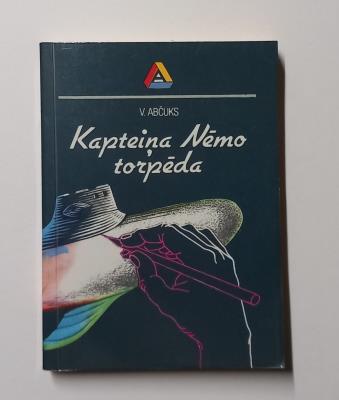 V. ABČUKS
Kapteiņa Nēmo
torpēda